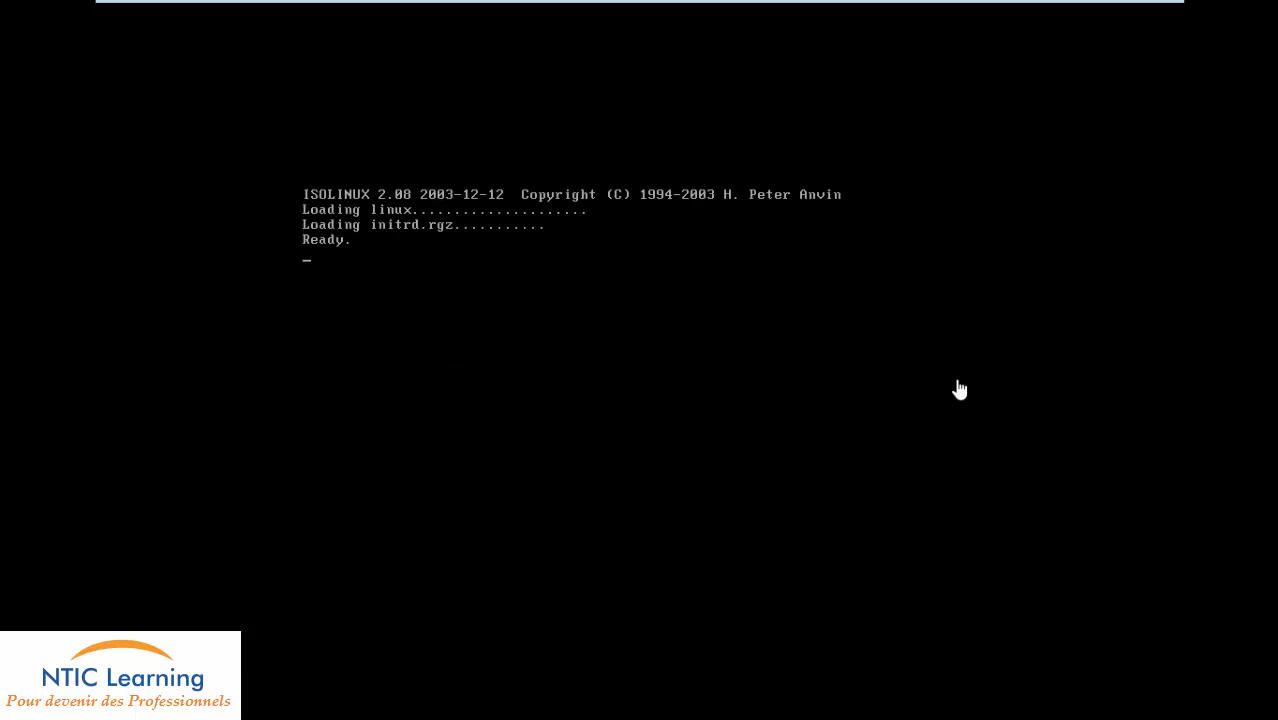 ISOLINUX 2.08 2003-12-12  Copyright (C) 1994-2003 H. Peter Anvin
Loading linux.....................
Loading initrd.rgz...........
Ready.
_
NTIC Learning
Pour devenir des Professionnels